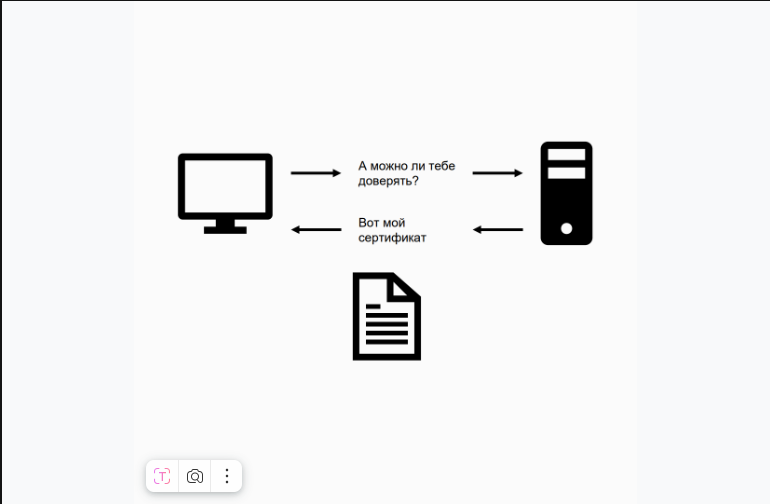 А можно ли тебе
доверять?
Вот мой
сертификат
T